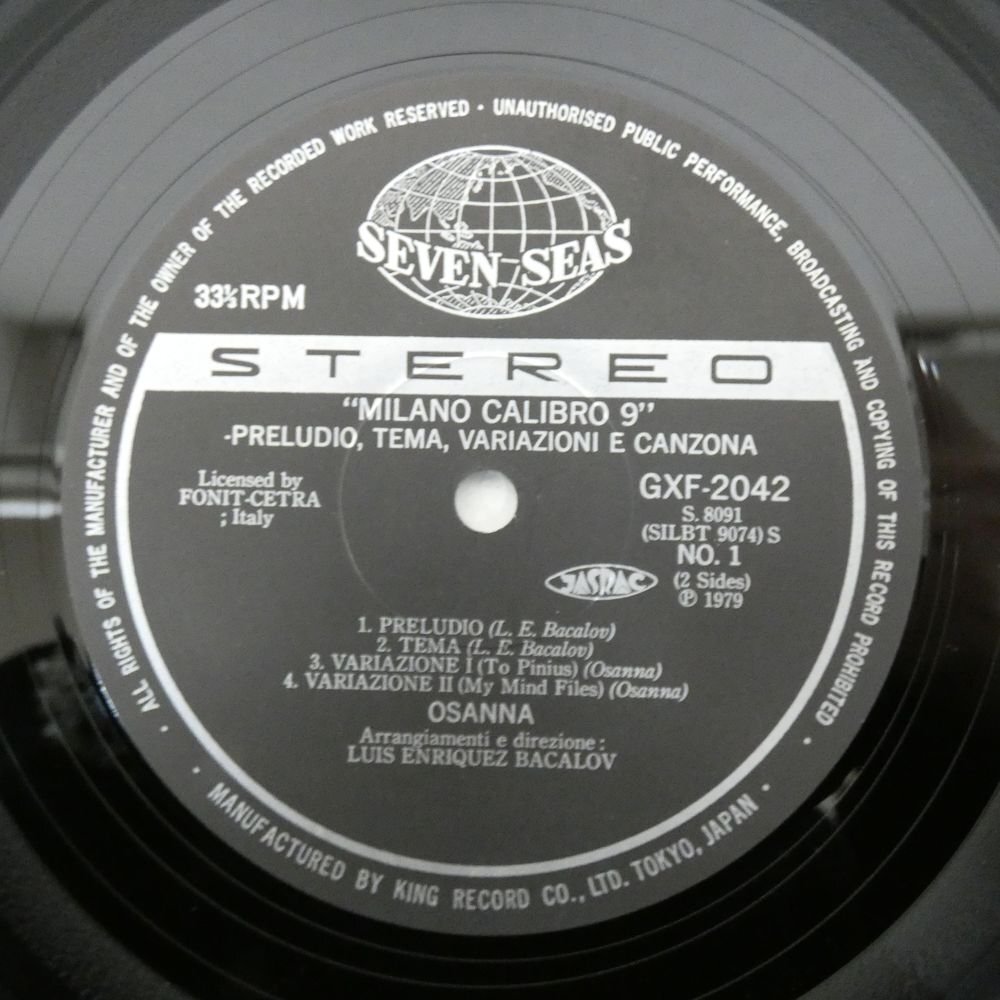 · ALL RIGHTS OF THE MANUFACTURER AND OF THE OWNER OF THE RECORDED WORK RESERVED · UNAUTHORISED PUBLIC PERFORMANCE, BROADCASTING AND COPYING OF THIS RECORD PROHIBITED ·
SEVEN SEAS
33⅓RPM
STEREO
"MILANO CALIBRO 9"
-PRELUDIO, TEMA, VARIAZIONI E CANZONA
Licensed by
FONIT-CETRA
; Italy
GXF-2042
S. 8091
(SILBT 9074) S
NO. 1
(2 Sides)
℗ 1979
JASRAC
1. PRELUDIO (L. E. Bacalov)
2. TEMA (L. E. Bacalov)
3. VARIAZIONE I (To Pinius) (Osanna)
4. VARIAZIONE II (My Mind Files) (Osanna)
OSANNA
Arrangiamenti e direzione :
LUIS ENRIQUEZ BACALOV
· MANUFACTURED BY KING RECORD CO., LTD. TOKYO, JAPAN ·